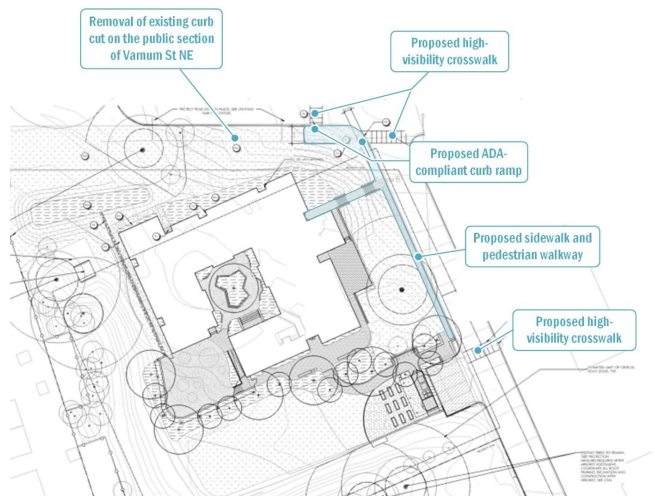 Removal of existing curb
cut on the public section
of Varnum St NE
Proposed high-
visibility crosswalk
Proposed ADA-
compliant curb ramp
Proposed sidewalk and
pedestrian walkway
Proposed high-
visibility crosswalk